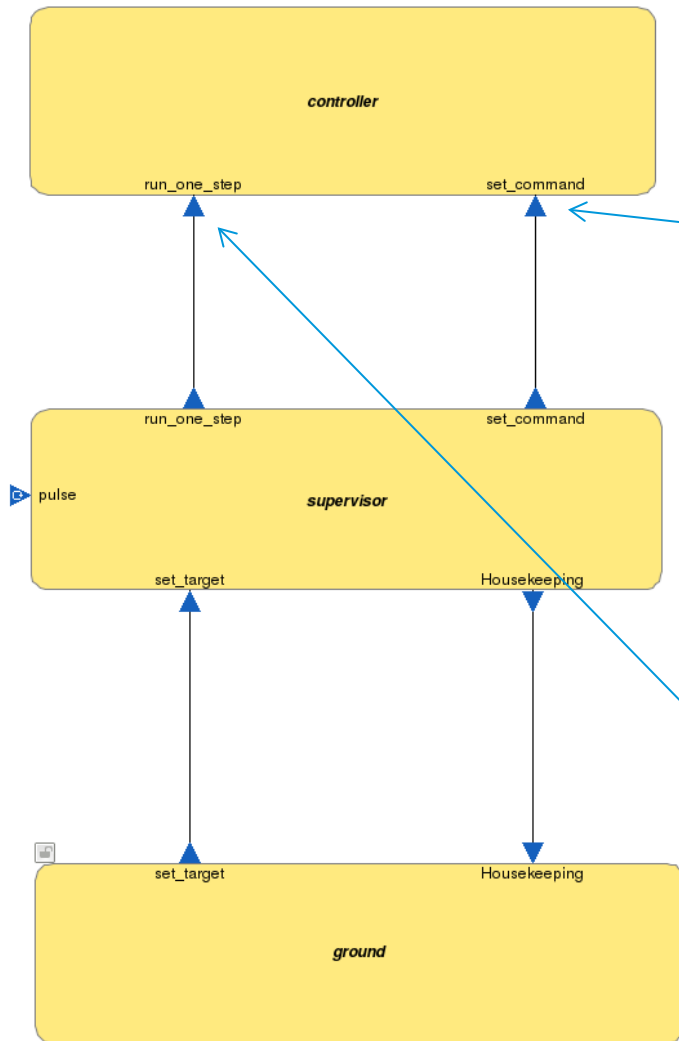 controller
run_one_step set_command
run_one_step set_command
pulse
supervisor
set_target Housekeeping
set_target Housekeeping
ground